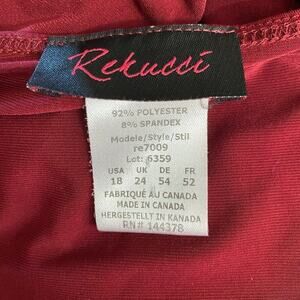 Rekucci
92% POLYESTER
8% SPANDEX
Modele/Style/Stil
re7009
Lot: 6359
USA UK DE FR
18 24 54 52
FABRIQUÉ AU CANADA
MADE IN CANADA
HERGESTELLT IN KANADA
RN# 144378